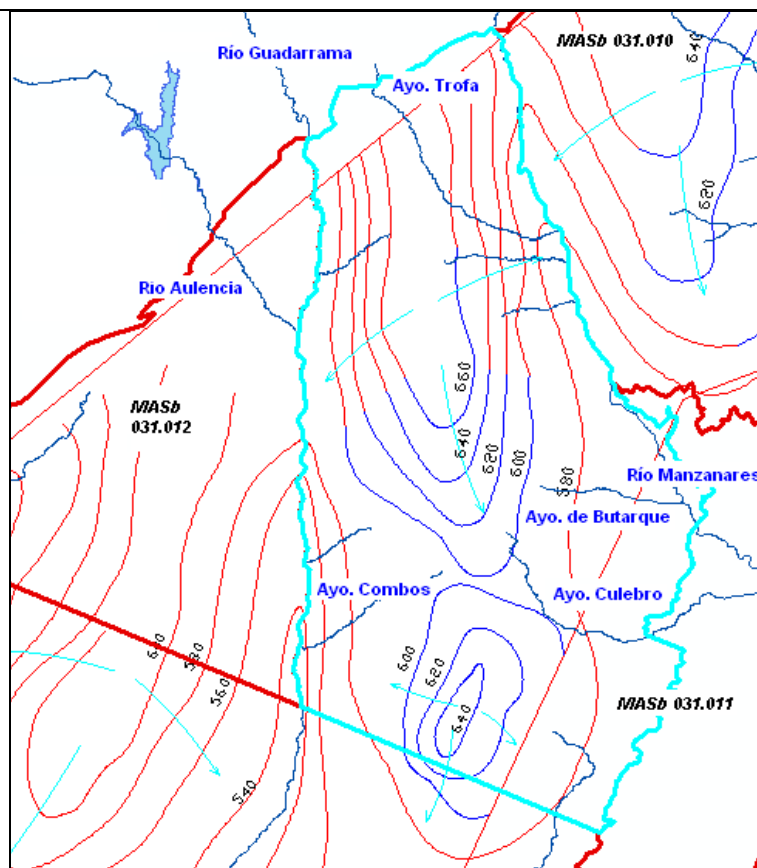 MASb 031.010
640
Río Guadarrama
Ayo. Trofa
620
Río Aulencia
660
MASb
031.012
640
620
600
580
Río Manzanares
Ayo. de Butarque
Ayo. Combos
Ayo. Culebro
600
580
560
540
600
620
640
MASb 031.011